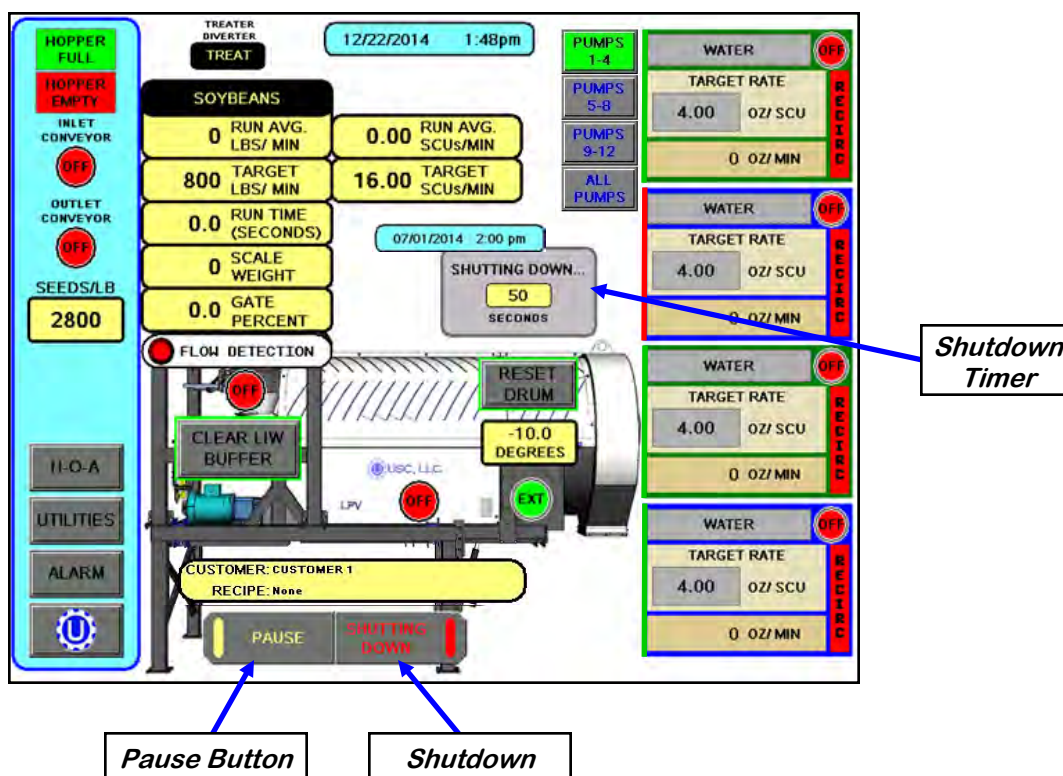 HOPPER
FULL
HOPPER
EMPTY
INLET
CONVEYOR
OFF
OUTLET
CONVEYOR
OFF
SEEDS/LB
2800
H-O-A
UTILITIES
ALARM
U
TREATER
DIVERTER
TREAT
12/22/2014 1:48pm
SOYBEANS
0 RUN AVG.
LBS/ MIN
0.00 RUN AVG.
SCUs/MIN
800 TARGET
LBS/ MIN
16.00 TARGET
SCUs/MIN
0.0 RUN TIME
(SECONDS)
0 SCALE
WEIGHT
0.0 GATE
PERCENT
FLOW DETECTION
OFF
CLEAR LIW
BUFFER
07/01/2014 2:00 pm
SHUTTING DOWN...
50
SECONDS
RESET
DRUM
-10.0
DEGREES
USC, LLC
LPV
OFF
EXT
CUSTOMER: CUSTOMER 1
RECIPE: None
PAUSE
SHUTTING
DOWN
PUMPS
1-4
PUMPS
5-8
PUMPS
9-12
ALL
PUMPS
WATER OFF
TARGET RATE
4.00 OZ/ SCU
0 OZ/ MIN
RECIRC
WATER OFF
TARGET RATE
4.00 OZ/ SCU
0 OZ/ MIN
RECIRC
WATER OFF
TARGET RATE
4.00 OZ/ SCU
0 OZ/ MIN
RECIRC
WATER OFF
TARGET RATE
4.00 OZ/ SCU
0 OZ/ MIN
RECIRC
Shutdown
Timer
Pause Button
Shutdown